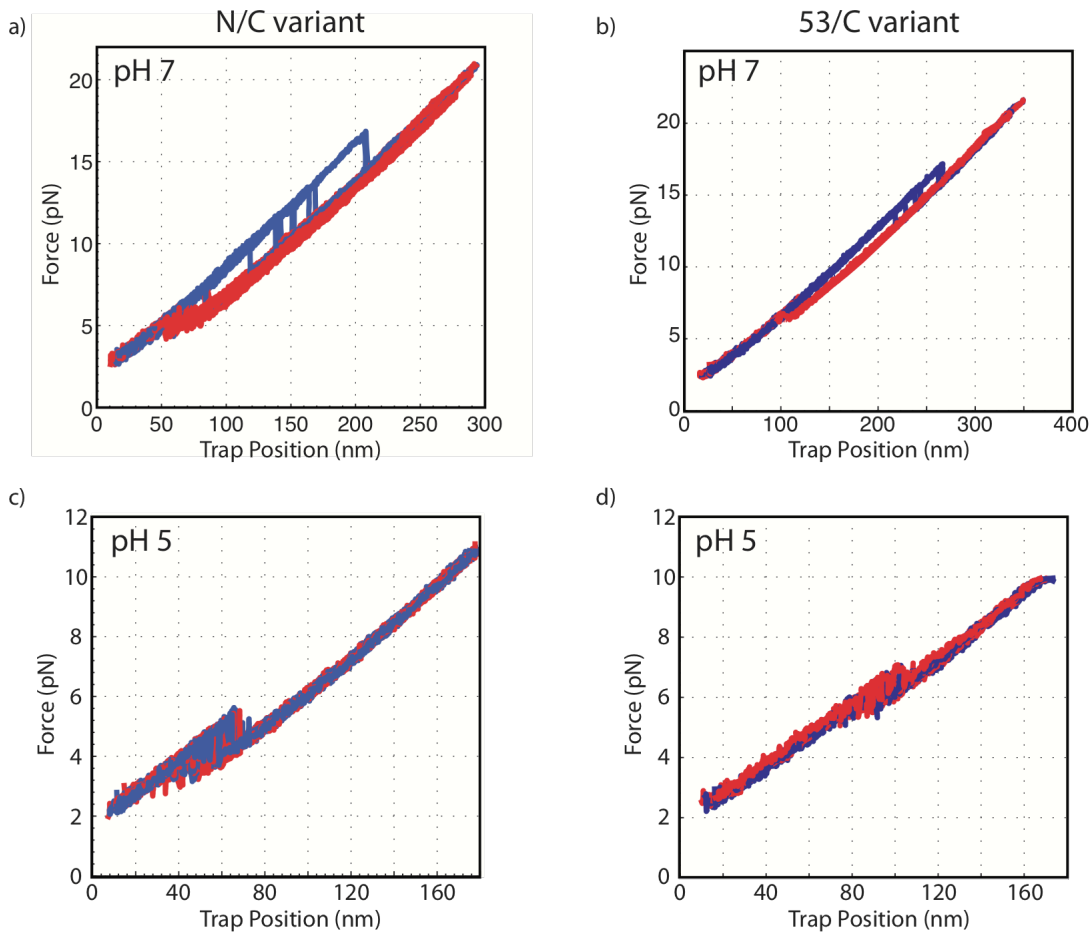 a)
N/C variant
pH 7
Force (pN)
20
15
10
5
0
0 50 100 150 200 250 300
Trap Position (nm)
b)
53/C variant
pH 7
Force (pN)
20
15
10
5
0
0 100 200 300 400
Trap Position (nm)
c)
pH 5
Force (pN)
12
10
8
6
4
2
0
0 40 80 120 160
Trap Position (nm)
d)
pH 5
Force (pN)
12
10
8
6
4
2
0
0 40 80 120 160
Trap Position (nm)